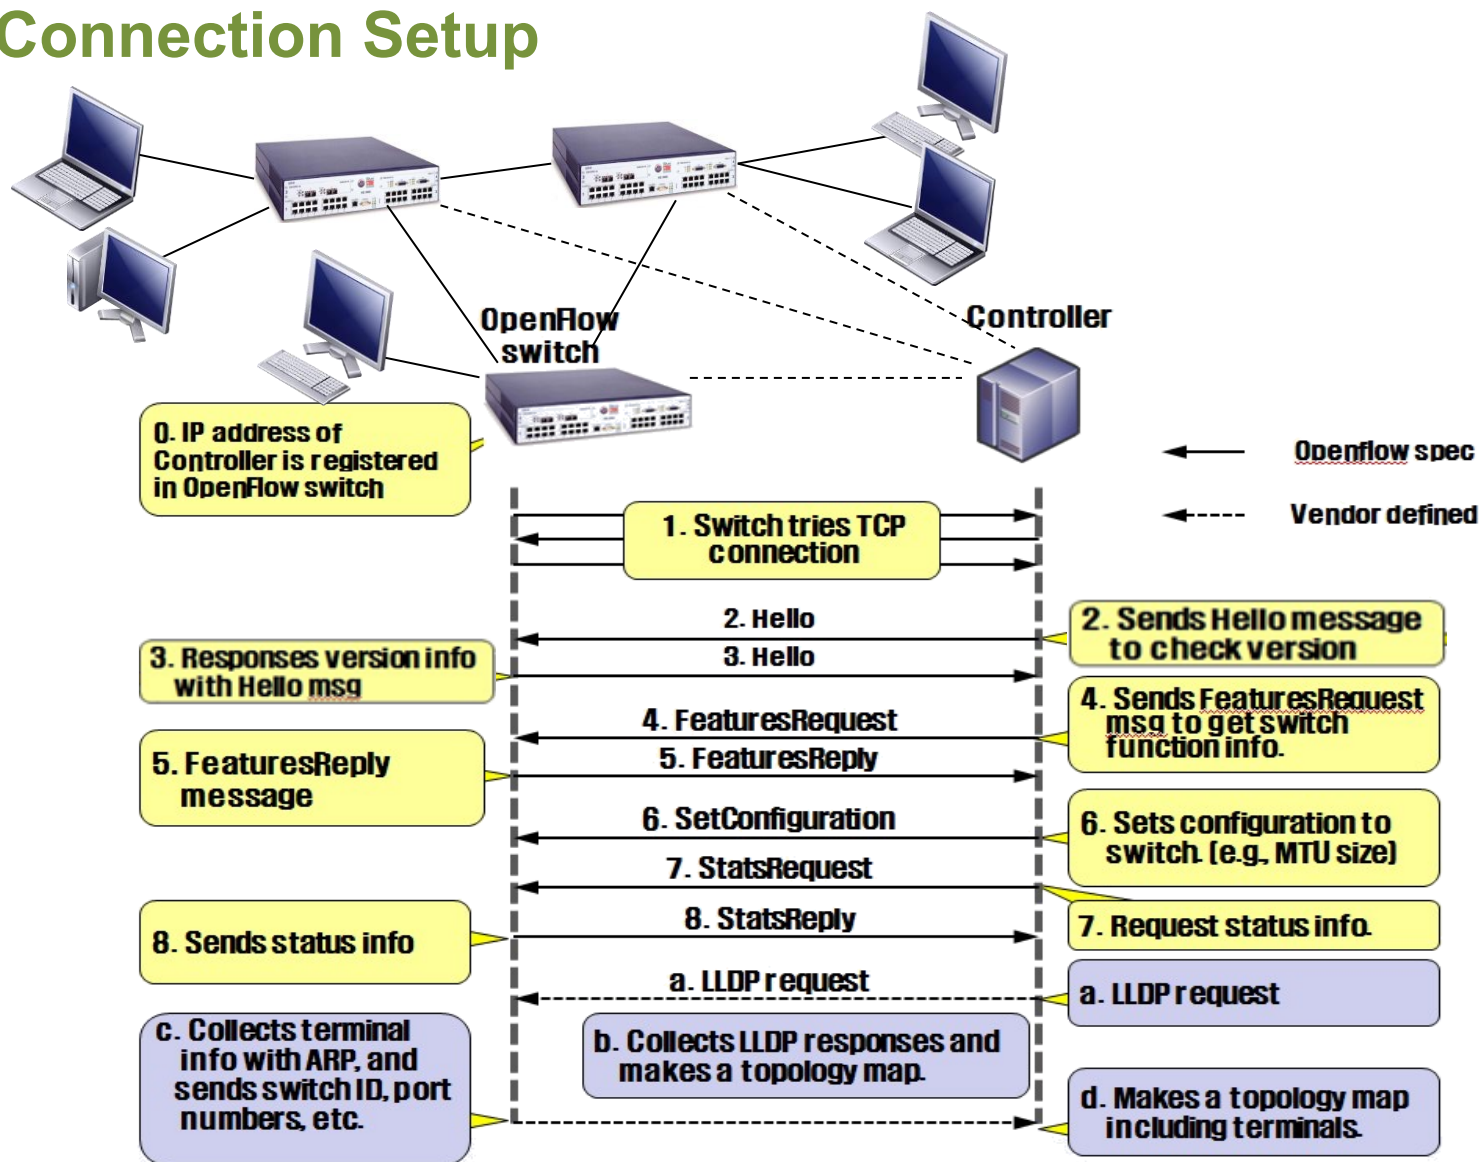 Connection Setup
OpenFlow
switch
Controller
0. IP address of
Controller is registered
in OpenFlow switch
Openflow spec
Vendor defined
1. Switch tries TCP
connection
2. Hello
2. Sends Hello message
to check version
3. Responses version info
with Hello msg
3. Hello
4. FeaturesRequest
4. Sends FeaturesRequest
msg to get switch
function info.
5. FeaturesReply
message
5. FeaturesReply
6. SetConfiguration
6. Sets configuration to
switch. (e.g., MTU size)
7. StatsRequest
7. Request status info.
8. Sends status info
8. StatsReply
a. LLDP request
a. LLDP request
b. Collects LLDP responses and
makes a topology map.
c. Collects terminal
info with ARP, and
sends switch ID, port
numbers, etc.
d. Makes a topology map
including terminals.